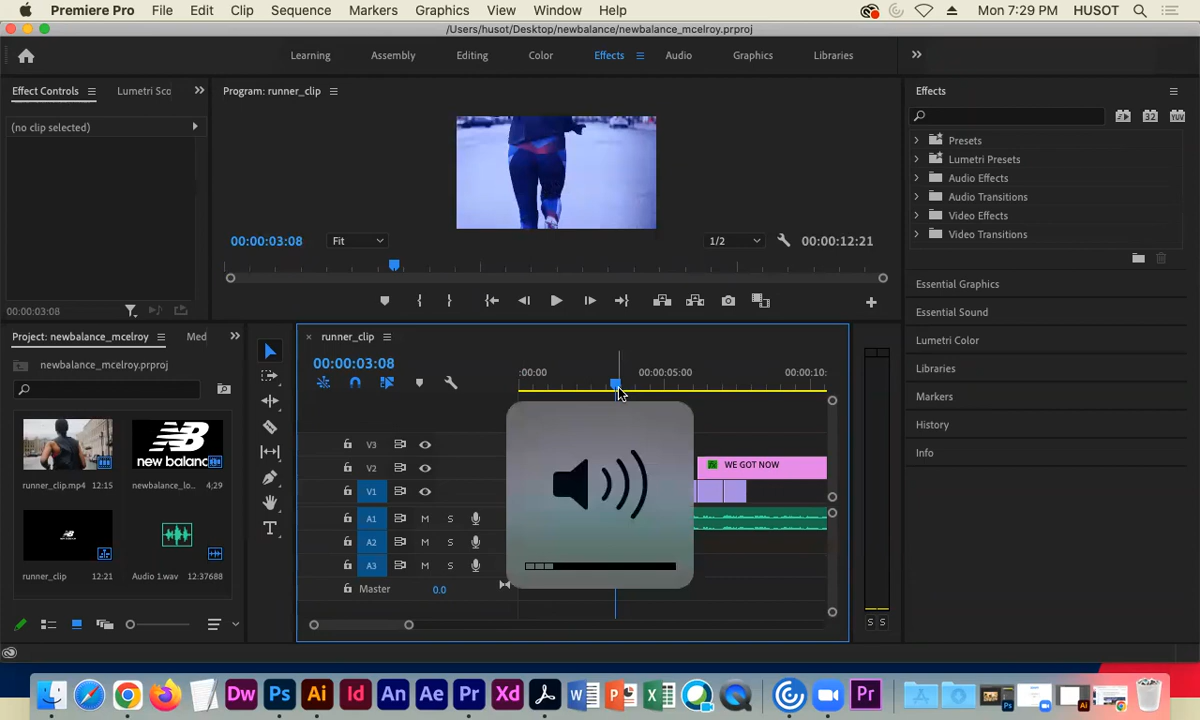 Premiere Pro File Edit Clip Sequence Markers Graphics View Window Help Mon 7:29 PM HUSOT
/Users/husot/Desktop/newbalance/newbalance_mcelroy.prproj
Learning Assembly Editing Color Effects Audio Graphics Libraries
Effect Controls Lumetri Sco
Program: runner_clip
Effects
(no clip selected)
Presets
Lumetri Presets
Audio Effects
Audio Transitions
Video Effects
Video Transitions
00:00:03:08 Fit 1/2 00:00:12:21
Essential Graphics
Essential Sound
Lumetri Color
Libraries
Markers
History
Info
00:00:03:08
Project: newbalance_mcelroy Med
newbalance_mcelroy.prproj
new balanc
runner_clip.mp4 12:15
newbalance_lo... 4;29
runner_clip 12:21
Audio 1.wav 12:37688
runner_clip
00:00:03:08
:00:00 00:00:05:00 00:00:10:
V3
V2 fx WE GOT NOW
V1
A1 M S
A2 M S
A3 M S
Master 0.0
S S
Dw Ps Ai Id An Ae Pr Xd W P X Pr